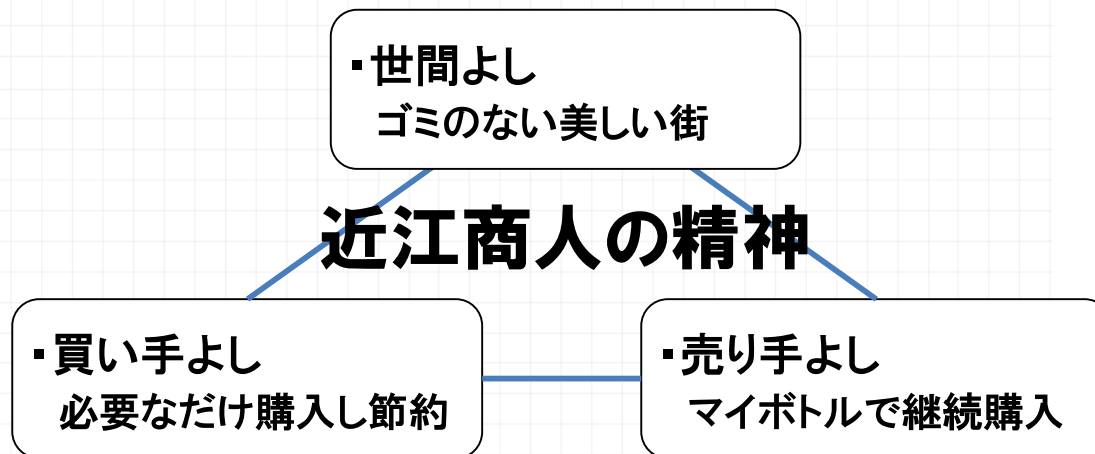 ▪世間よし
ゴミのない美しい街
近江商人の精神
▪買い手よし
必要なだけ購入し節約
▪売り手よし
マイボトルで継続購入